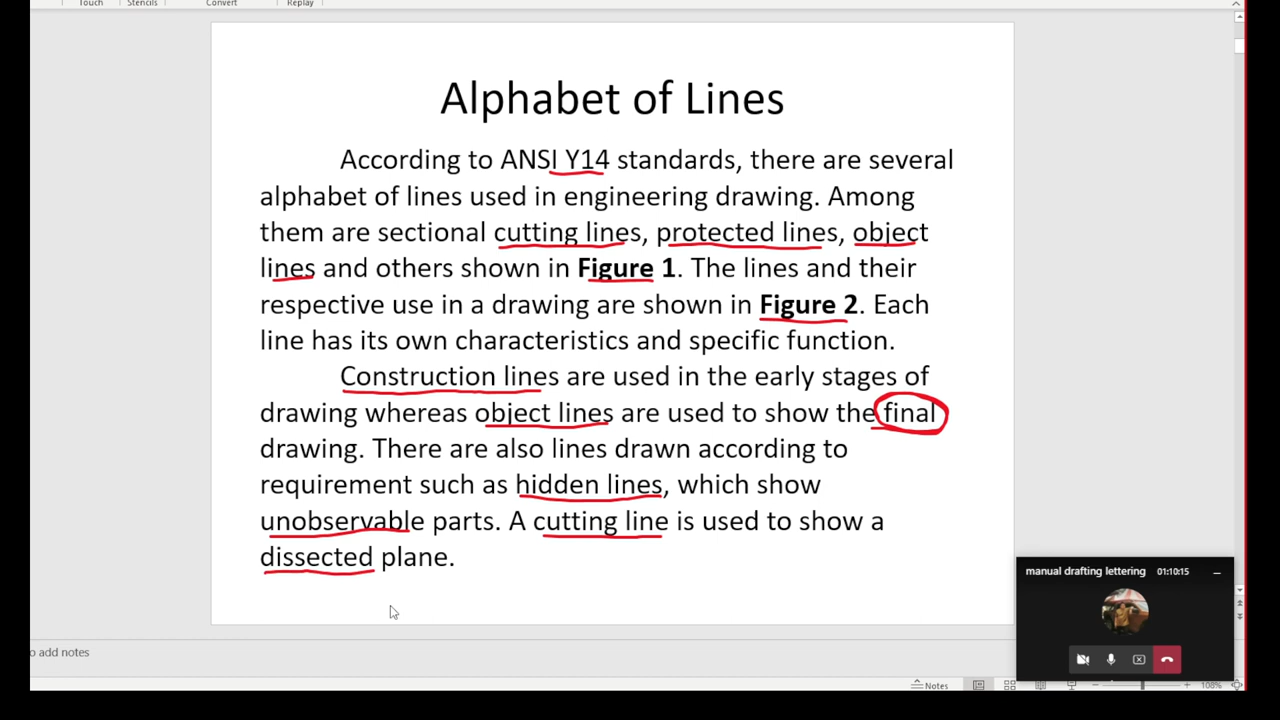 Touch Stencils Convert Replay
Alphabet of Lines
According to ANSI Y14 standards, there are several
alphabet of lines used in engineering drawing. Among
them are sectional cutting lines, protected lines, object
lines and others shown in Figure 1. The lines and their
respective use in a drawing are shown in Figure 2. Each
line has its own characteristics and specific function.
Construction lines are used in the early stages of
drawing whereas object lines are used to show the final
drawing. There are also lines drawn according to
requirement such as hidden lines, which show
unobservable parts. A cutting line is used to show a
dissected plane.
manual drafting lettering 01:10:15
o add notes
Notes 108%